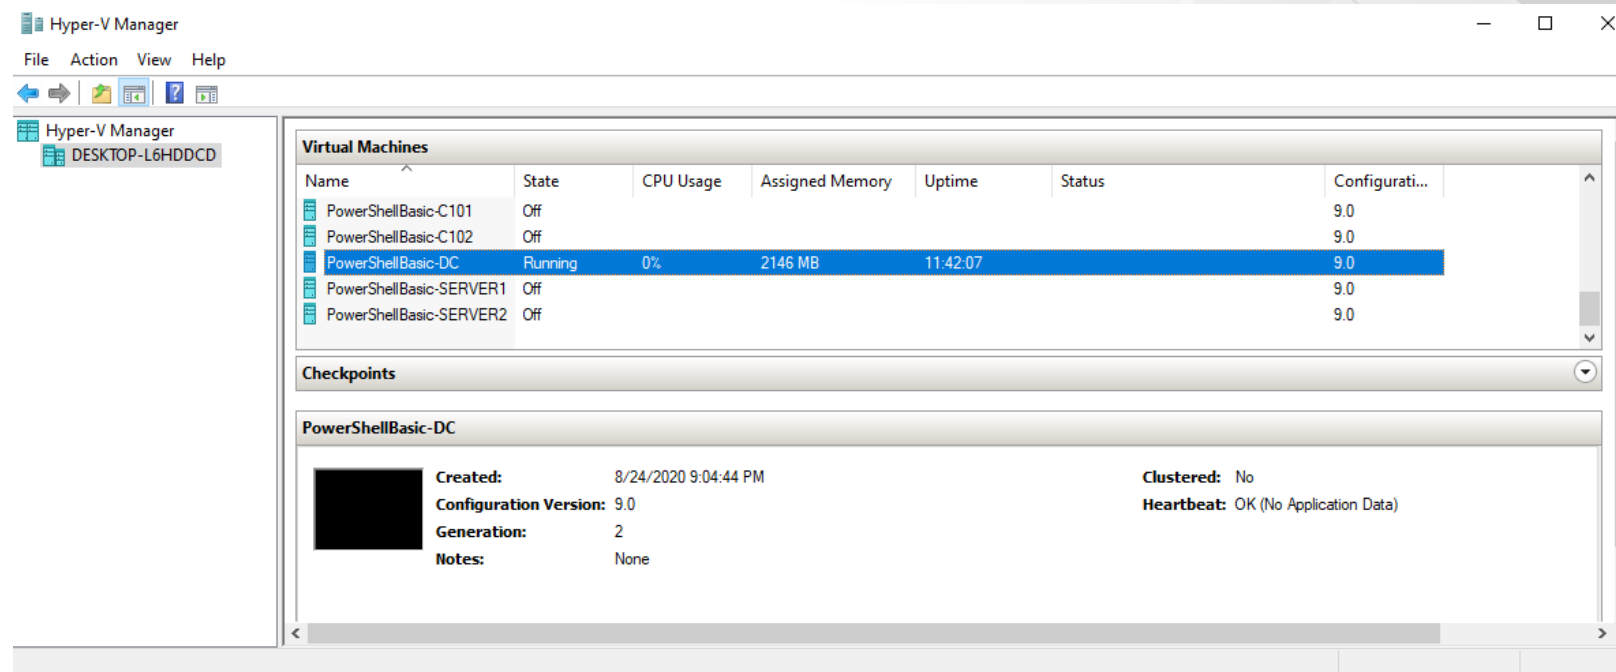 Hyper-V Manager
File Action View Help
Hyper-V Manager
DESKTOP-L6HDDCD
Virtual Machines
Name State CPU Usage Assigned Memory Uptime Status Configurati...
PowerShellBasic-C101 Off 9.0
PowerShellBasic-C102 Off 9.0
PowerShellBasic-DC Running 0% 2146 MB 11:42:07 9.0
PowerShellBasic-SERVER1 Off 9.0
PowerShellBasic-SERVER2 Off 9.0
Checkpoints
PowerShellBasic-DC
Created: 8/24/2020 9:04:44 PM Clustered: No
Configuration Version: 9.0 Heartbeat: OK (No Application Data)
Generation: 2
Notes: None